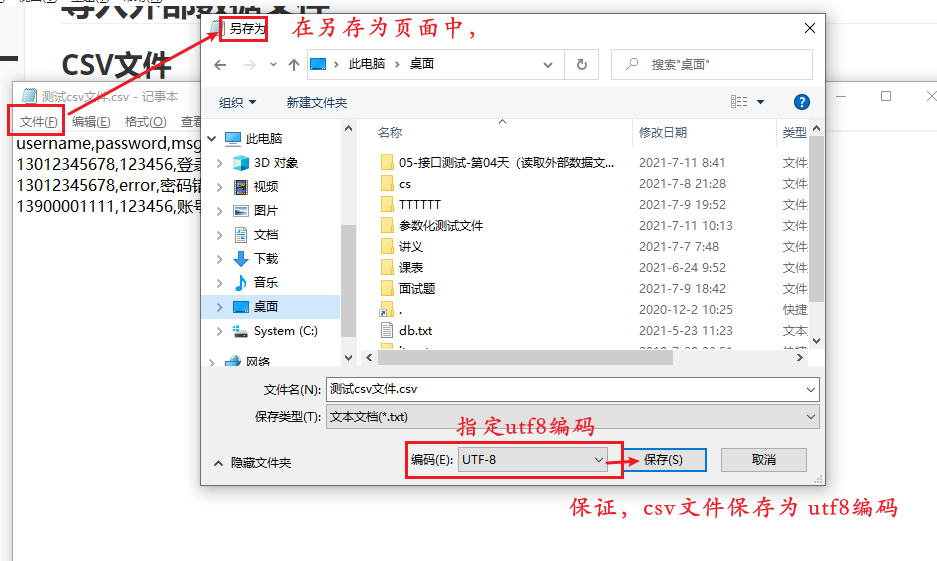 导入外部数据文件
CSV文件
测试csv文件.csv - 记事本
文件(F) 编辑(E) 格式(O) 查看
username,password,msg
13012345678,123456,登录
13012345678,error,密码错
13900001111,123456,账号
另存为
在另存为页面中,
此电脑 桌面
搜索"桌面"
组织 新建文件夹
此电脑
3D 对象
视频
图片
文档
下载
音乐
桌面
System (C:)
网络
名称 修改日期 类型
05-接口测试-第04天（读取外部数据文... 2021-7-11 8:41 文件
cs 2021-7-8 21:28 文件
TTTTTT 2021-7-9 19:52 文件
参数化测试文件 2021-7-11 10:13 文件
讲义 2021-7-7 7:48 文件
课表 2021-6-24 9:52 文件
面试题 2021-7-9 18:42 文件
. 2020-12-2 10:25 快捷
db.txt 2021-5-23 11:23 文本
文件名(N): 测试csv文件.csv
保存类型(T): 文本文档(*.txt)
指定utf8编码
隐藏文件夹
编码(E): UTF-8 保存(S) 取消
保证，csv文件保存为 utf8编码